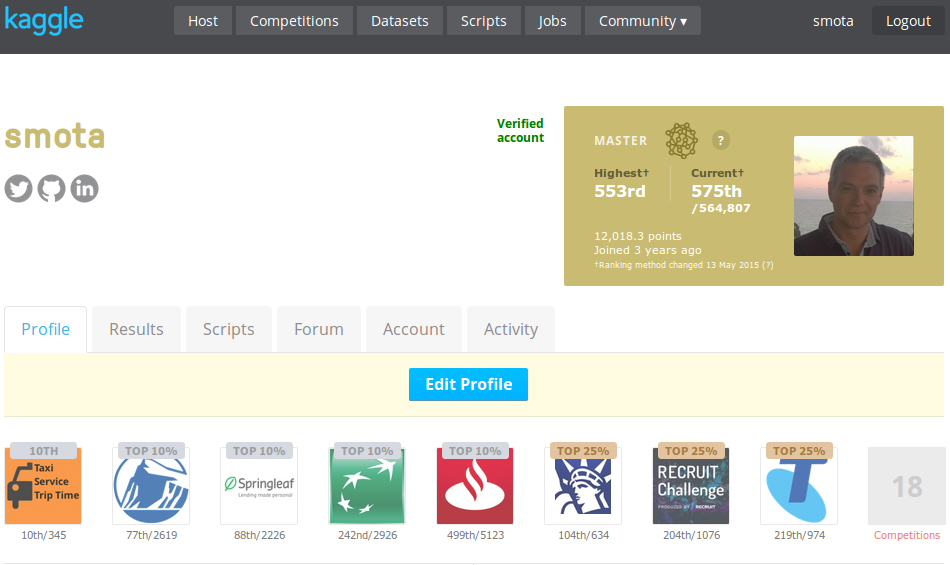 kaggle
Host Competitions Datasets Scripts Jobs Community ▾ smota Logout
smota
Verified account
MASTER ?
Highest† Current†
553rd 575th
/564,807
12,018.3 points
Joined 3 years ago
†Ranking method changed 13 May 2015 (?)
Profile Results Scripts Forum Account Activity
Edit Profile
10TH TOP 10% TOP 10% TOP 10% TOP 10% TOP 25% TOP 25% TOP 25%
Taxi
Service
Trip Time
Springleaf
Lending made personal
RECRUIT
Challenge
PRODUCED BY RECRUIT
T
18
10th/345 77th/2619 88th/2226 242nd/2926 499th/5123 104th/634 204th/1076 219th/974 Competitions